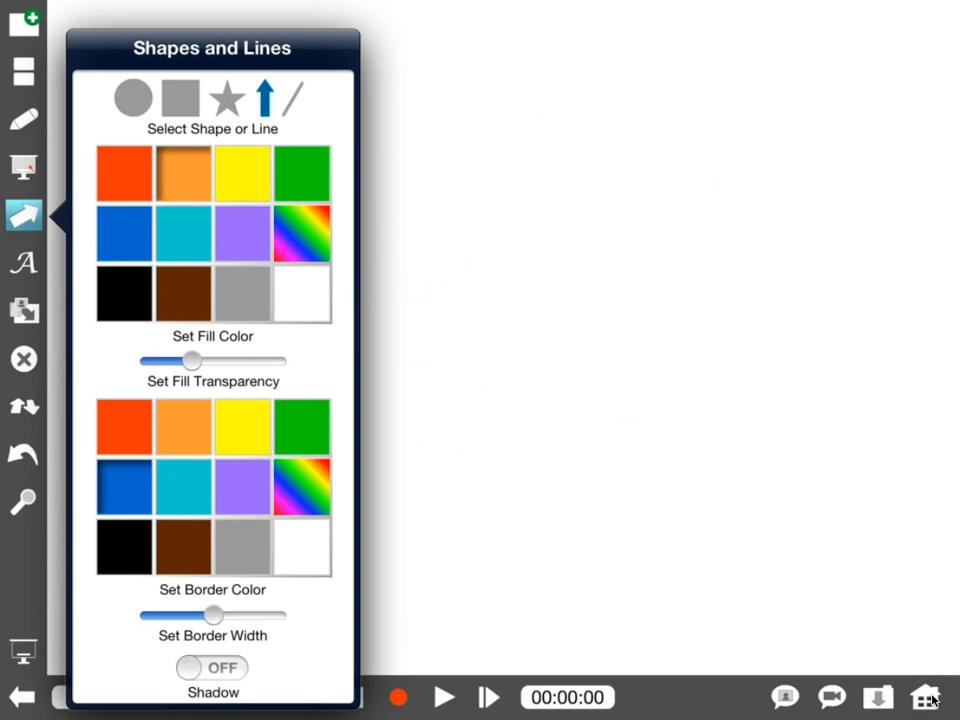 Shapes and Lines
Select Shape or Line
Set Fill Color
Set Fill Transparency
Set Border Color
Set Border Width
OFF
Shadow
00:00:00